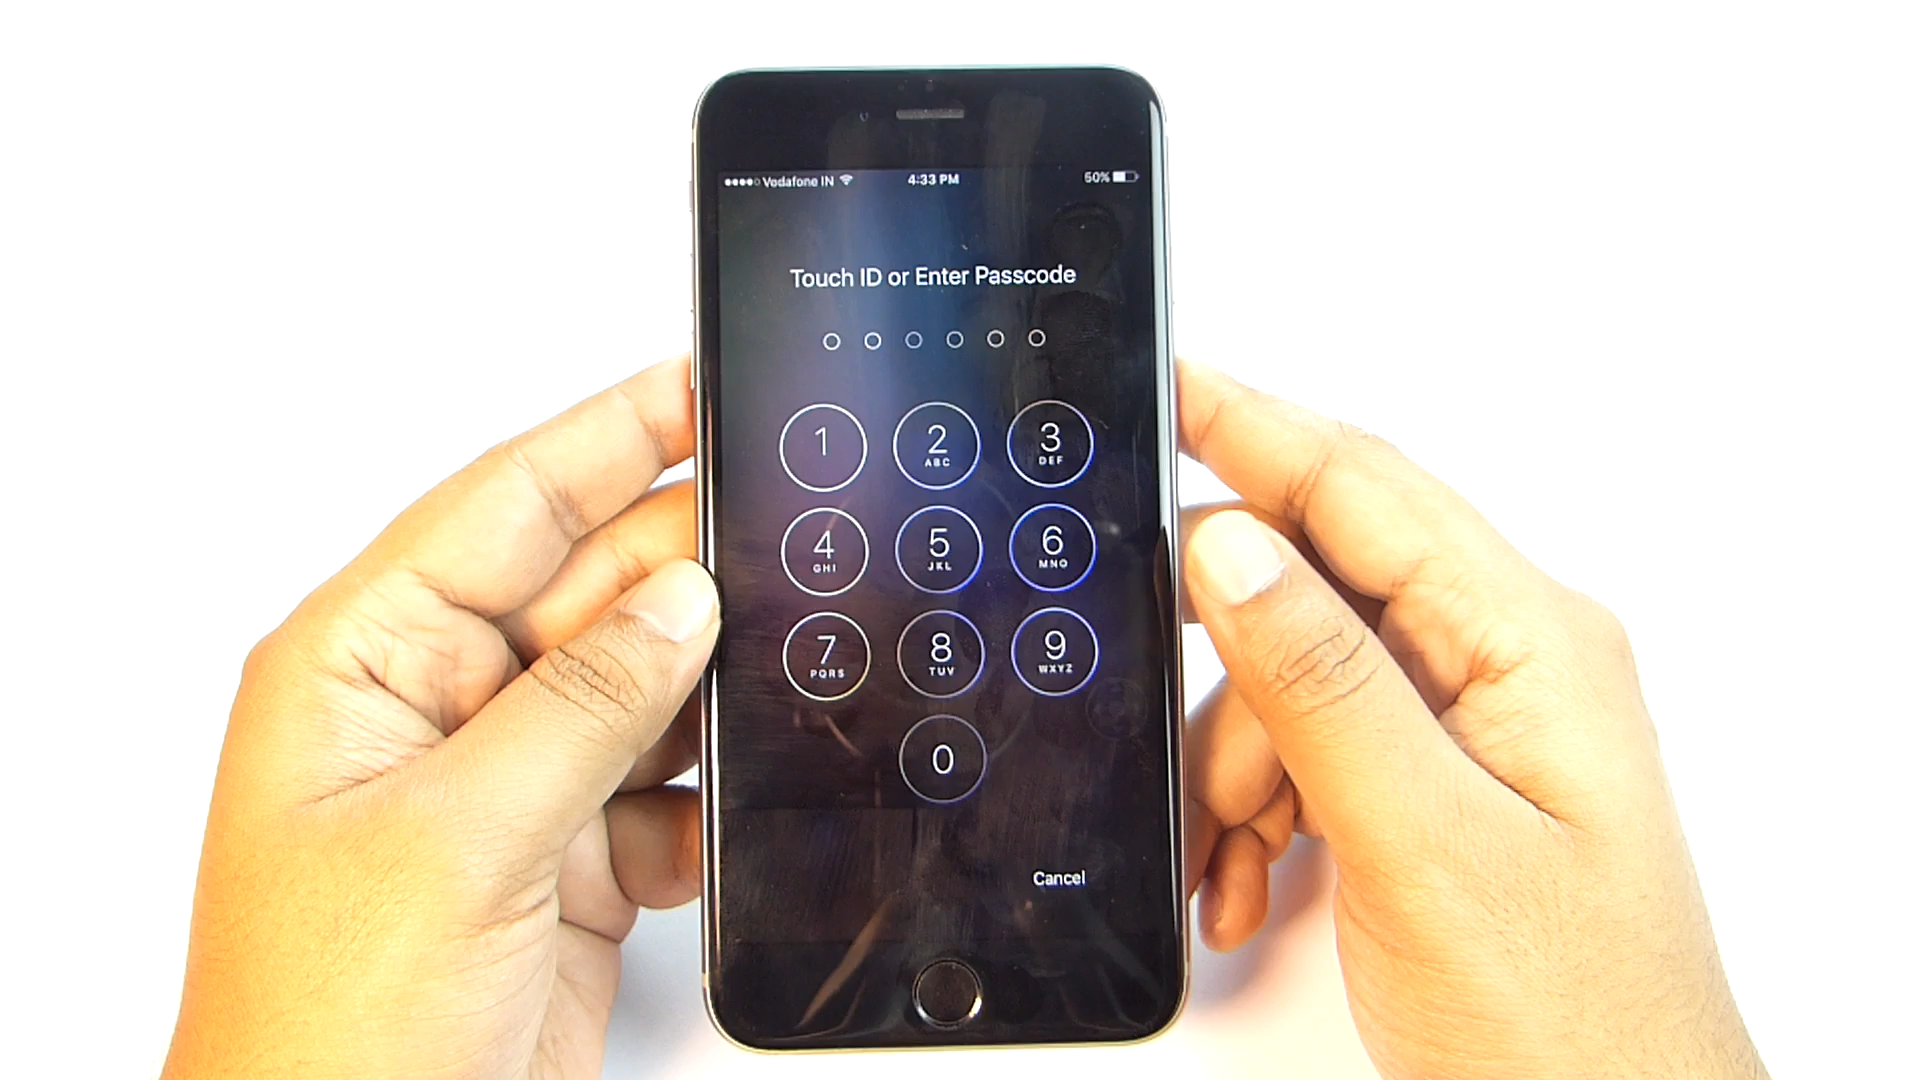 Vodafone IN 4:33 PM 50%
Touch ID or Enter Passcode
1 2 3
ABC DEF
4 5 6
GHI JKL MNO
7 8 9
PQRS TUV WXYZ
0
Cancel